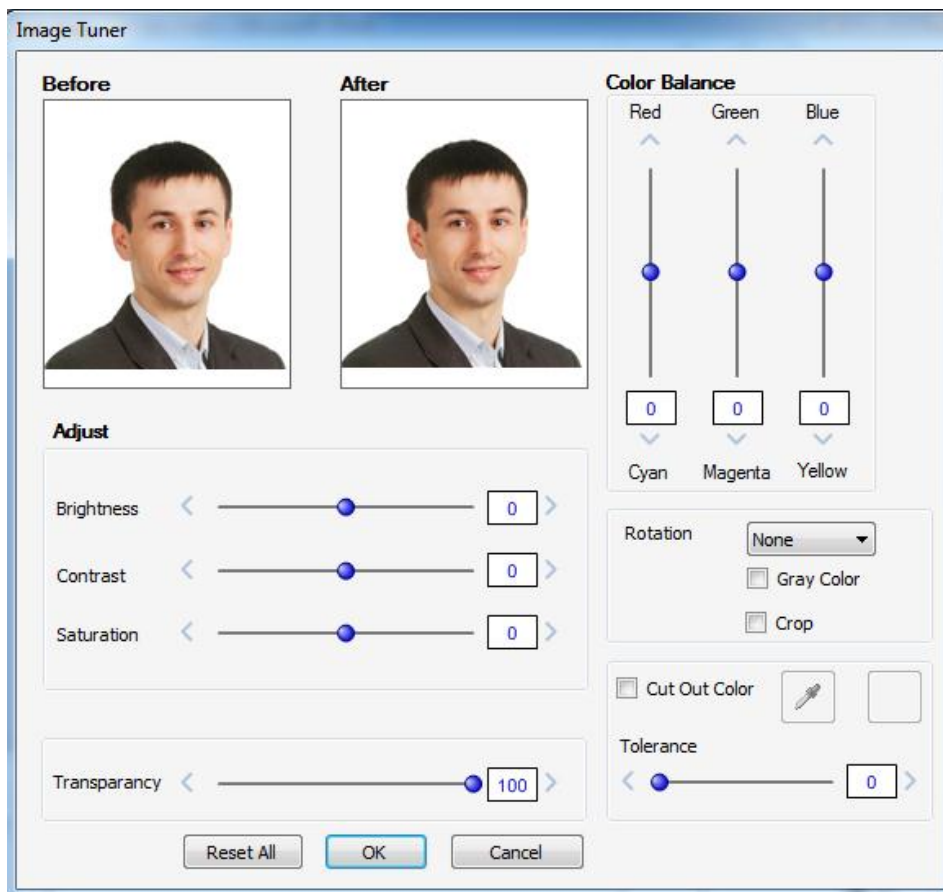 Image Tuner
Before
After
Color Balance
Red Green Blue
0 0 0
Cyan Magenta Yellow
Adjust
Brightness 0
Contrast 0
Saturation 0
Rotation None
Gray Color
Crop
Cut Out Color
Tolerance
0
Transparancy 100
Reset All OK Cancel